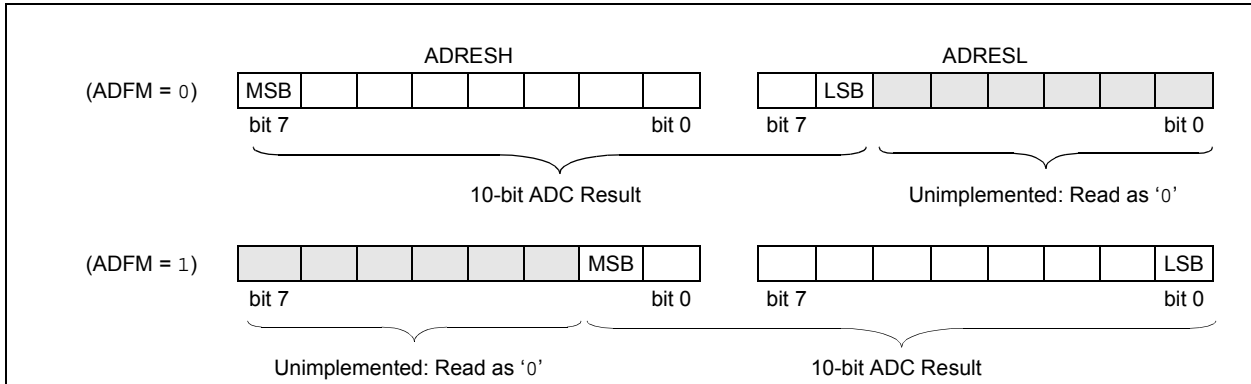 ADRESH ADRESL
(ADFM = 0) MSB LSB
bit 7 bit 0 bit 7 bit 0
10-bit ADC Result Unimplemented: Read as ‘0’
(ADFM = 1) MSB LSB
bit 7 bit 0 bit 7 bit 0
Unimplemented: Read as ‘0’ 10-bit ADC Result